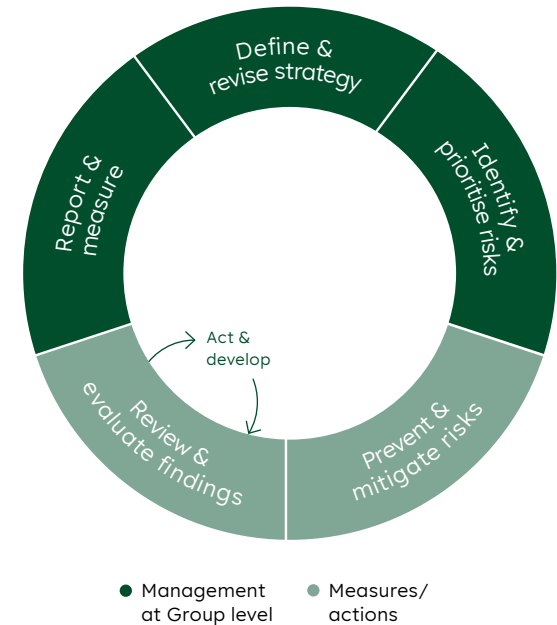 Define &
revise strategy
Identify &
prioritise risks
Prevent &
mitigate risks
Review &
evaluate findings
Report &
measure
Act &
develop
Management
at Group level
Measures/
actions